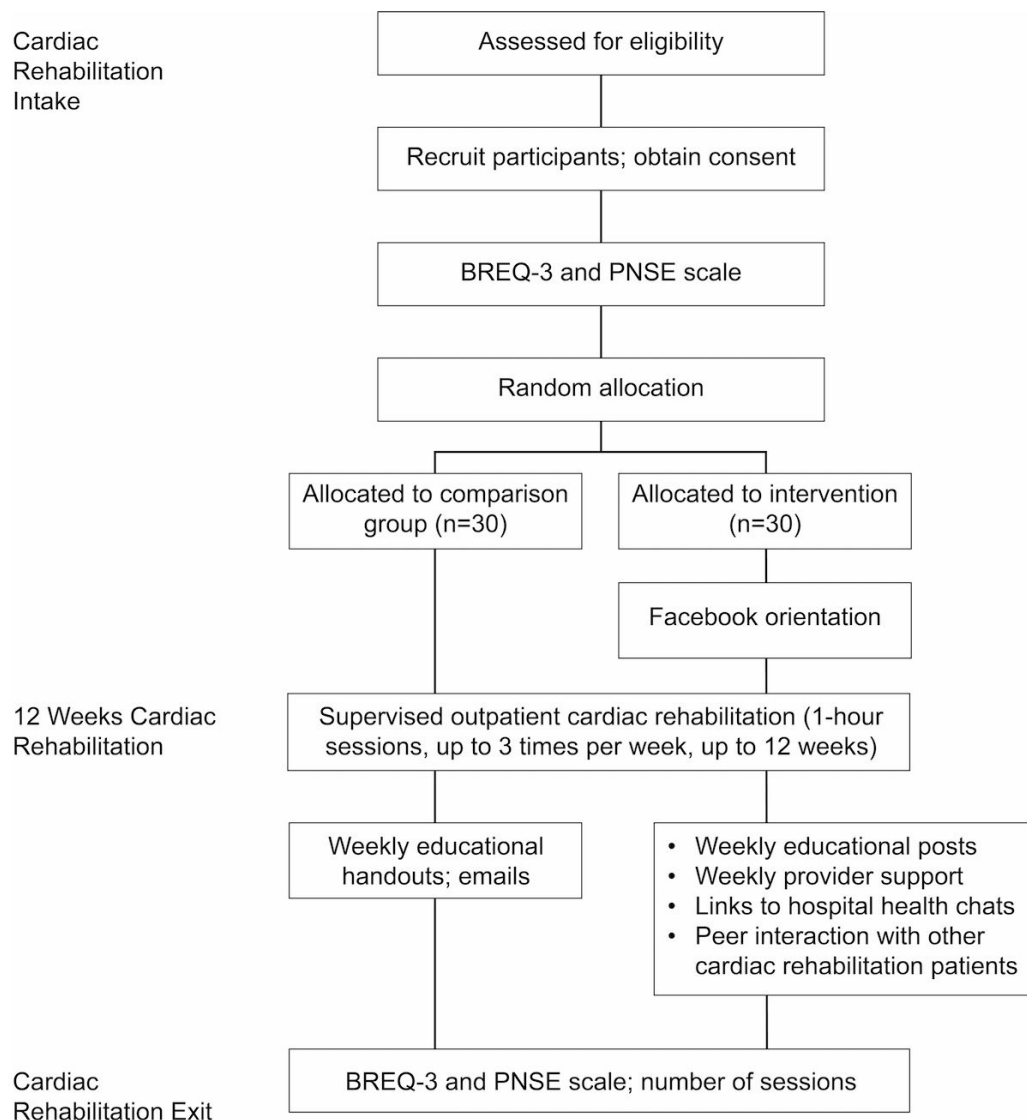 Cardiac
Rehabilitation
Intake
Assessed for eligibility
Recruit participants; obtain consent
BREQ-3 and PNSE scale
Random allocation
Allocated to comparison
group (n=30)
Allocated to intervention
(n=30)
Facebook orientation
12 Weeks Cardiac
Rehabilitation
Supervised outpatient cardiac rehabilitation (1-hour
sessions, up to 3 times per week, up to 12 weeks)
Weekly educational
handouts; emails
• Weekly educational posts
• Weekly provider support
• Links to hospital health chats
• Peer interaction with other
cardiac rehabilitation patients
Cardiac
Rehabilitation Exit
BREQ-3 and PNSE scale; number of sessions